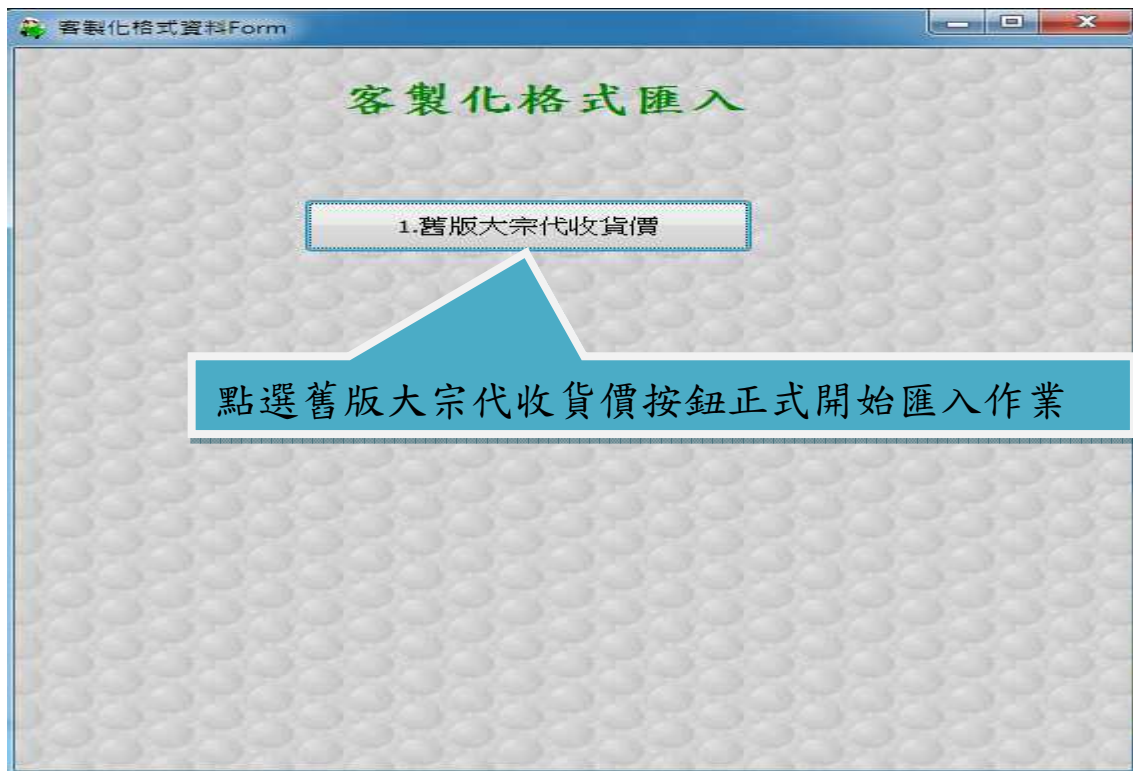 客製化格式資料Form
客製化格式匯入
1.舊版大宗代收貨價
點選舊版大宗代收貨價按鈕正式開始匯入作業